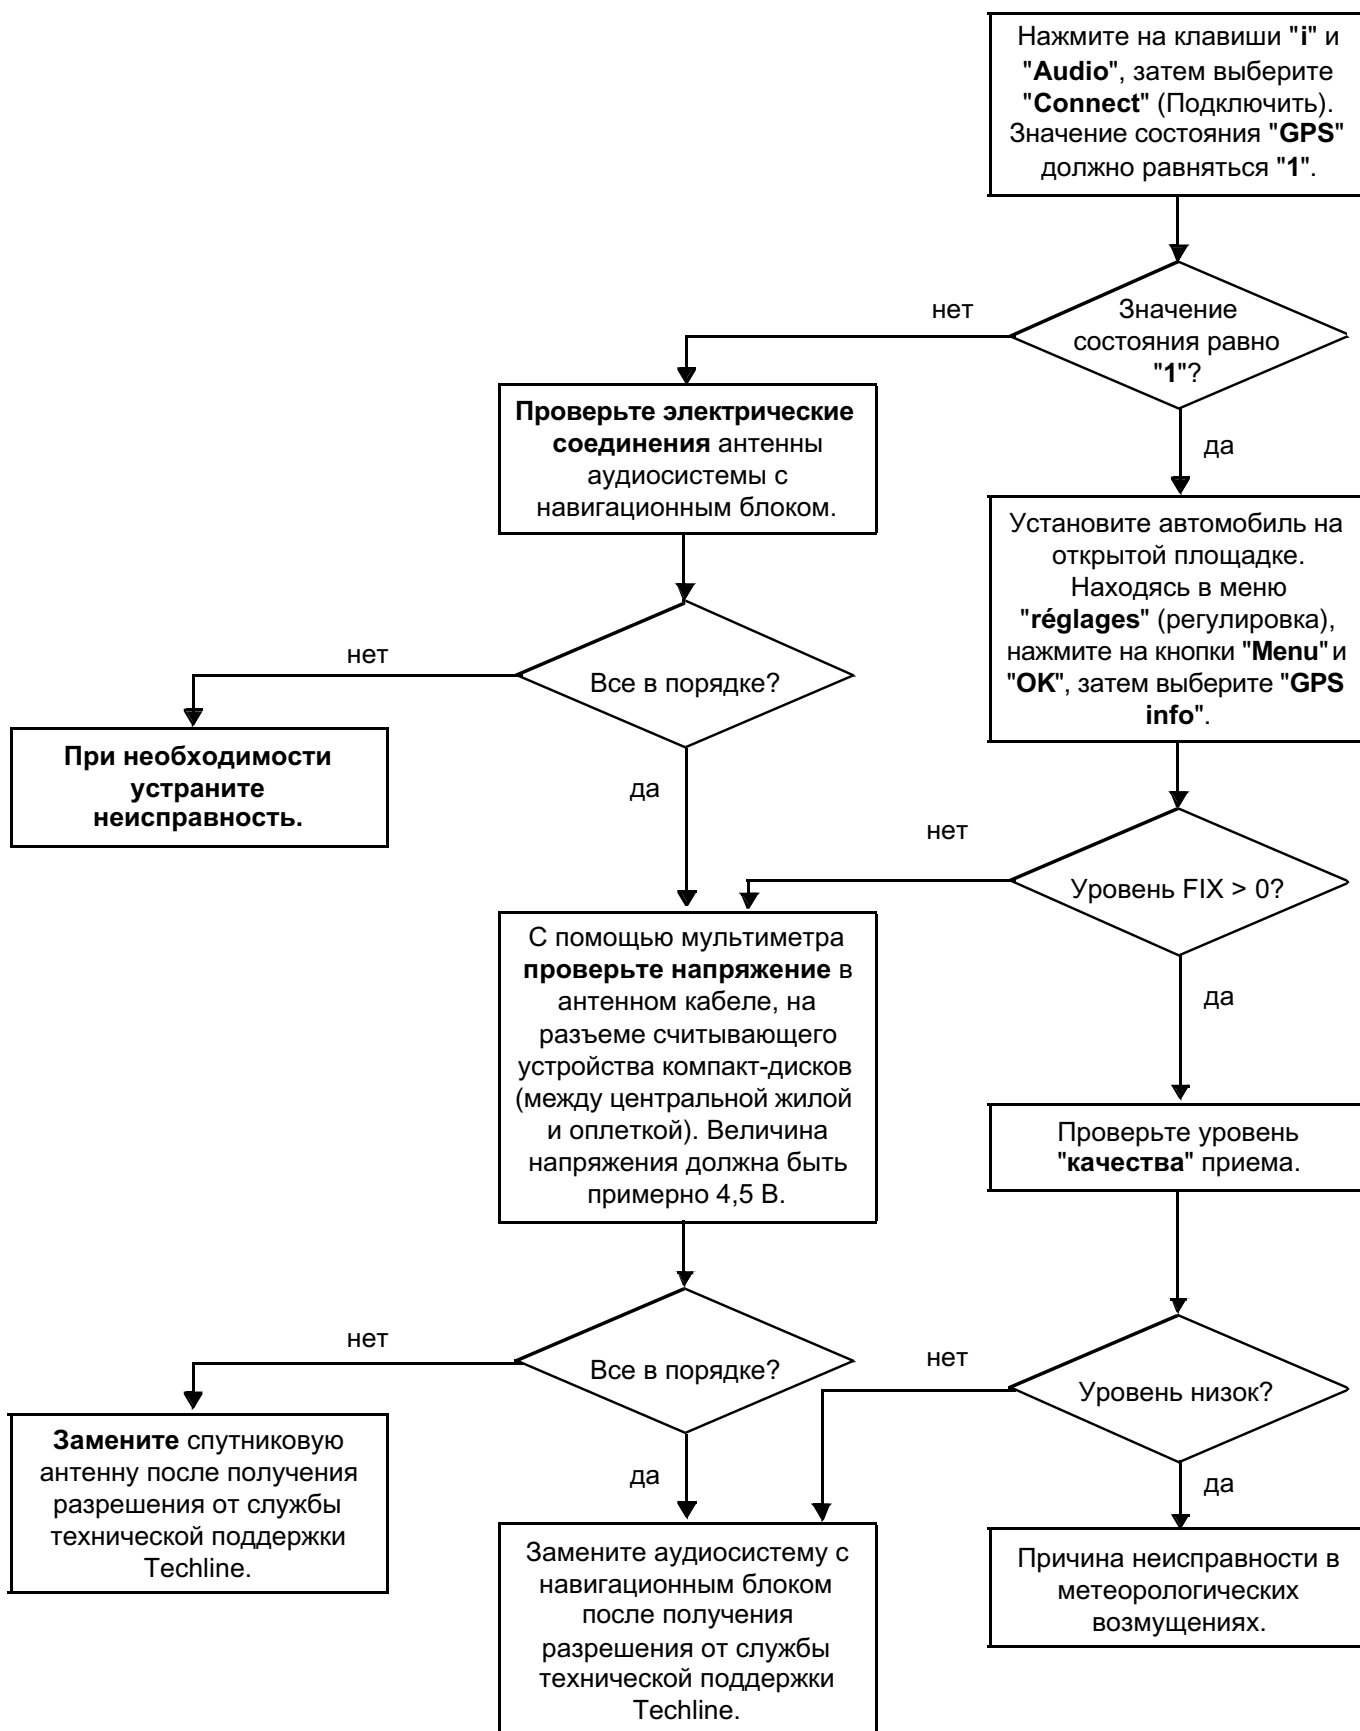 Нажмите на клавиши "i" и
"Audio", затем выберите
"Connect" (Подключить).
Значение состояния "GPS"
должно равняться "1".
нет
Значение
состояния равно
"1"?
да
Проверьте электрические
соединения антенны
аудиосистемы с
навигационным блоком.
Установите автомобиль на
открытой площадке.
Находясь в меню
"réglages" (регулировка),
нажмите на кнопки "Menu" и
"OK", затем выберите "GPS
info".
нет
Все в порядке?
да
При необходимости
устраните
неисправность.
нет
Уровень FIX > 0?
да
С помощью мультиметра
проверьте напряжение в
антенном кабеле, на
разъеме считывающего
устройства компакт-дисков
(между центральной жилой
и оплеткой). Величина
напряжения должна быть
примерно 4,5 В.
Проверьте уровень
"качества" приема.
нет
Все в порядке?
да
нет
Уровень низок?
да
Замените спутниковую
антенну после получения
разрешения от службы
технической поддержки
Techline.
Замените аудиосистему с
навигационным блоком
после получения
разрешения от службы
технической поддержки
Techline.
Причина неисправности в
метеорологических
возмущениях.